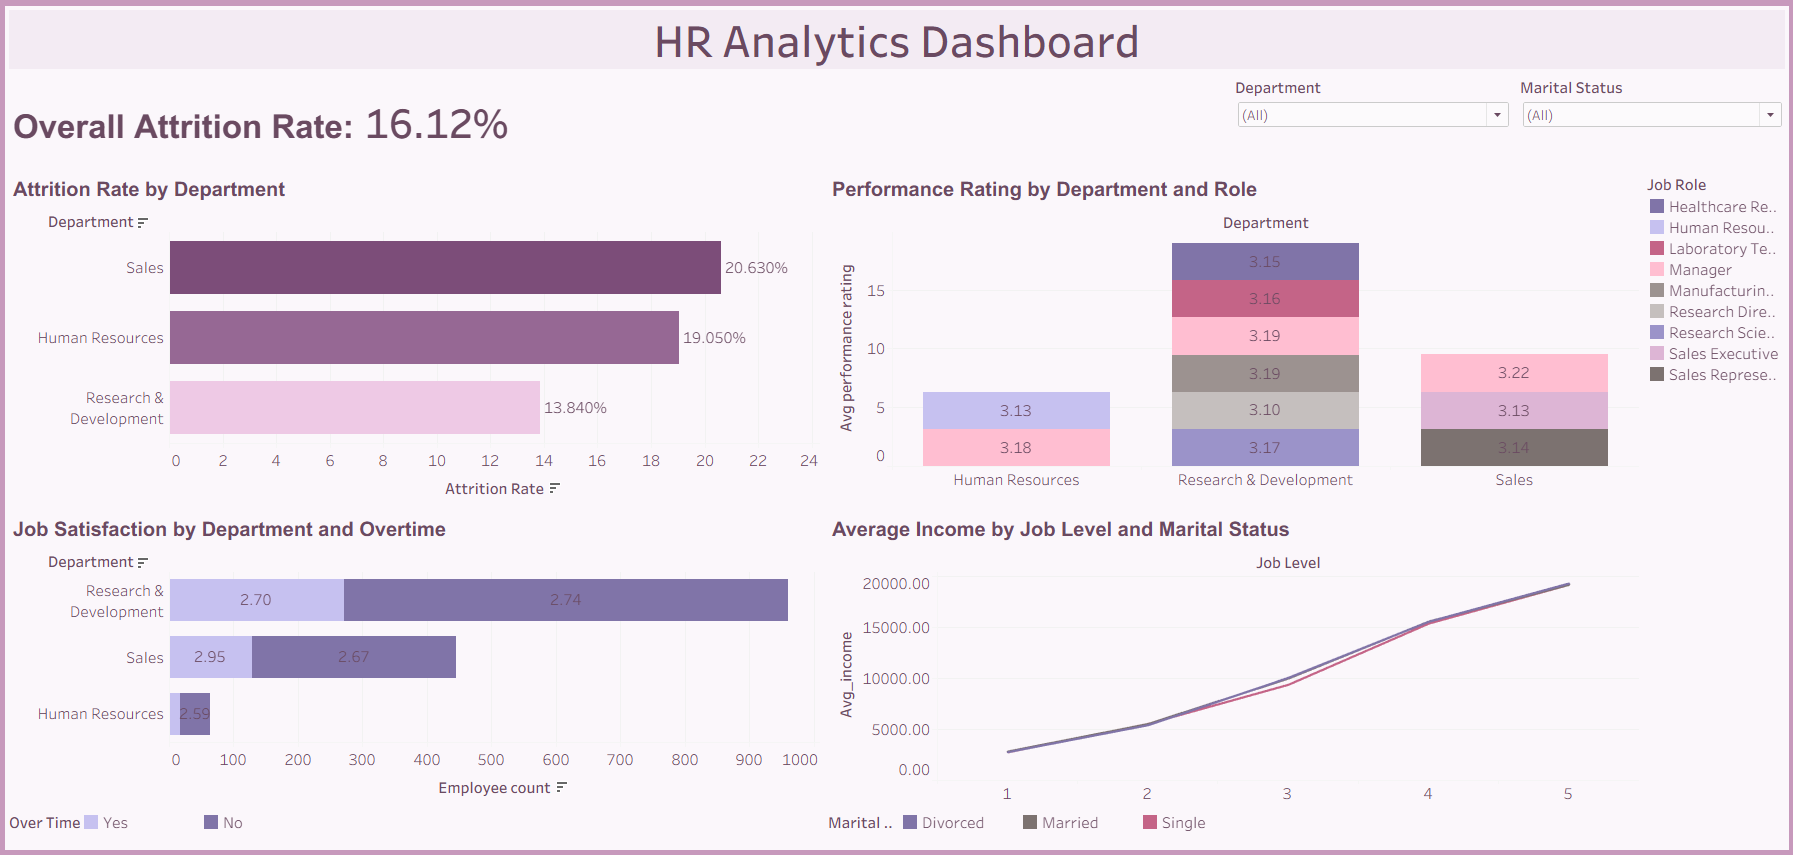 HR Analytics Dashboard
Department
Marital Status
(All)
(All)
Overall Attrition Rate: 16.12%
Attrition Rate by Department
Department
Sales
20.630%
Human Resources
19.050%
Research &
Development
13.840%
0 2 4 6 8 10 12 14 16 18 20 22 24
Attrition Rate
Performance Rating by Department and Role
Department
Avg performance rating
15
10
5
0
3.13
3.18
3.15
3.16
3.19
3.19
3.10
3.17
3.22
3.13
3.14
Human Resources
Research & Development
Sales
Job Role
Healthcare Re..
Human Resou..
Laboratory Te..
Manager
Manufacturin..
Research Dire..
Research Scie..
Sales Executive
Sales Represe..
Job Satisfaction by Department and Overtime
Department
Research &
Development
2.70 2.74
Sales
2.95 2.67
Human Resources
2.59
0 100 200 300 400 500 600 700 800 900 1000
Employee count
Over Time Yes No
Average Income by Job Level and Marital Status
Job Level
Avg_income
20000.00
15000.00
10000.00
5000.00
0.00
1 2 3 4 5
Marital .. Divorced Married Single